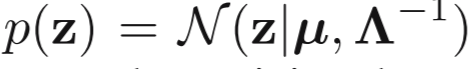 p(𝐳) = 𝒩(𝐳|𝝁, 𝚲⁻¹)